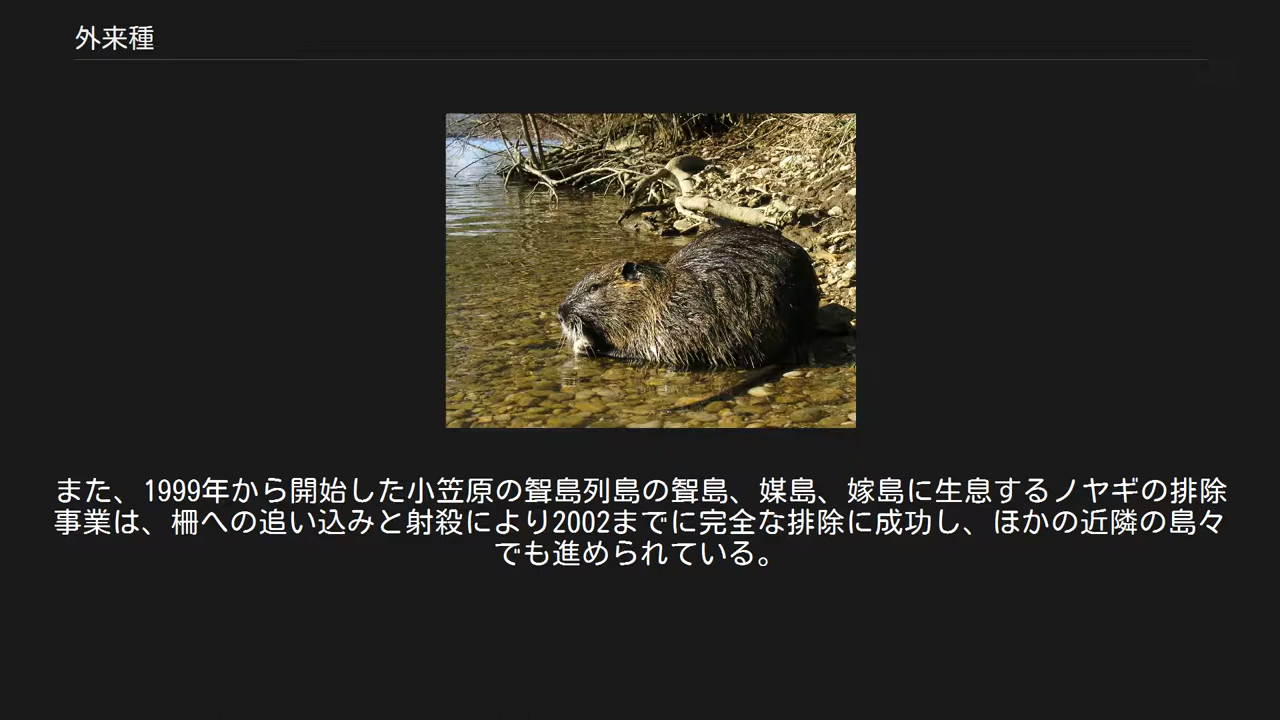 外来種
また、1999年から開始した小笠原の聟島列島の聟島、媒島、嫁島に生息するノヤギの排除
事業は、柵への追い込みと射殺により2002までに完全な排除に成功し、ほかの近隣の島々
でも進められている。